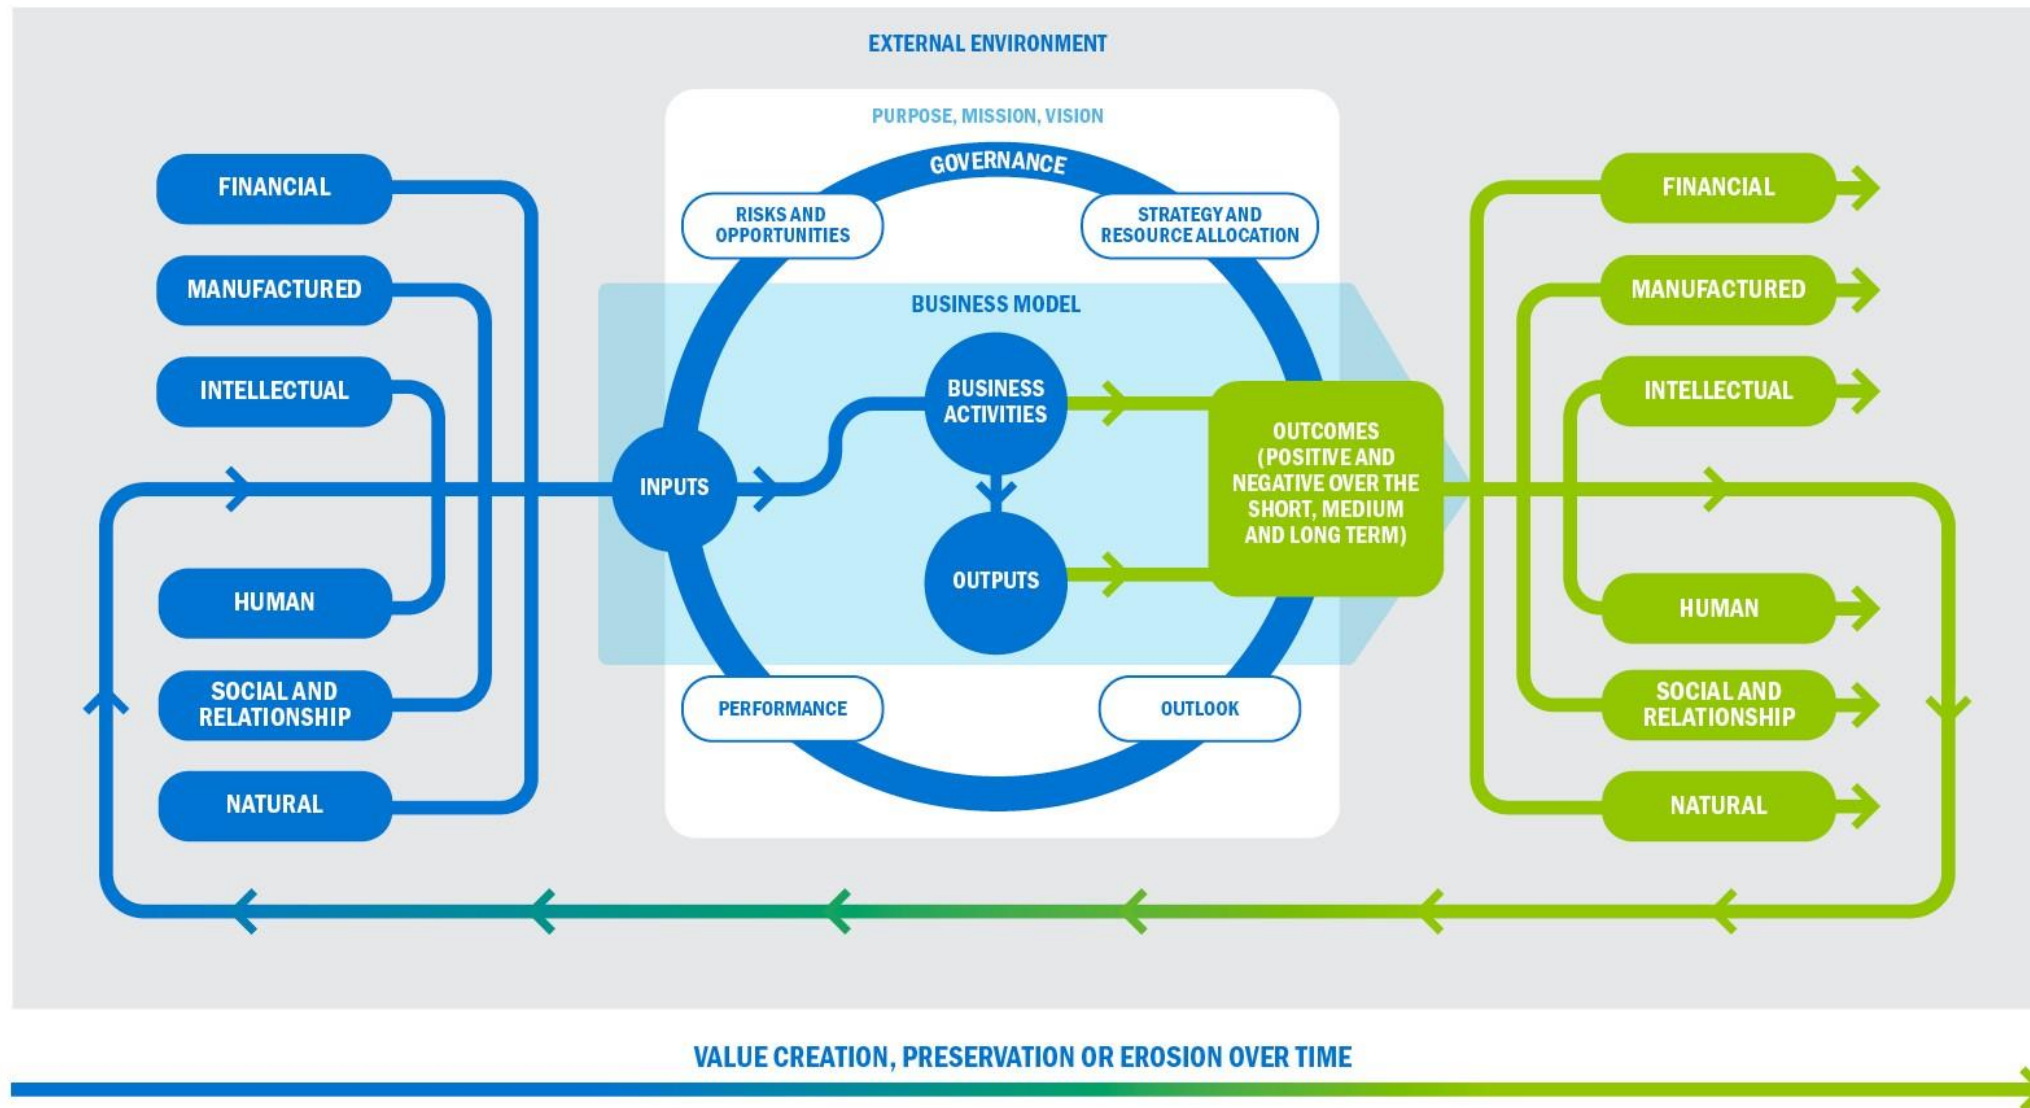 EXTERNAL ENVIRONMENT
PURPOSE, MISSION, VISION
GOVERNANCE
FINANCIAL
MANUFACTURED
INTELLECTUAL
HUMAN
SOCIAL AND
RELATIONSHIP
NATURAL
RISKS AND
OPPORTUNITIES
STRATEGY AND
RESOURCE ALLOCATION
BUSINESS MODEL
INPUTS
BUSINESS
ACTIVITIES
OUTPUTS
OUTCOMES
(POSITIVE AND
NEGATIVE OVER THE
SHORT, MEDIUM
AND LONG TERM)
PERFORMANCE
OUTLOOK
FINANCIAL
MANUFACTURED
INTELLECTUAL
HUMAN
SOCIAL AND
RELATIONSHIP
NATURAL
VALUE CREATION, PRESERVATION OR EROSION OVER TIME